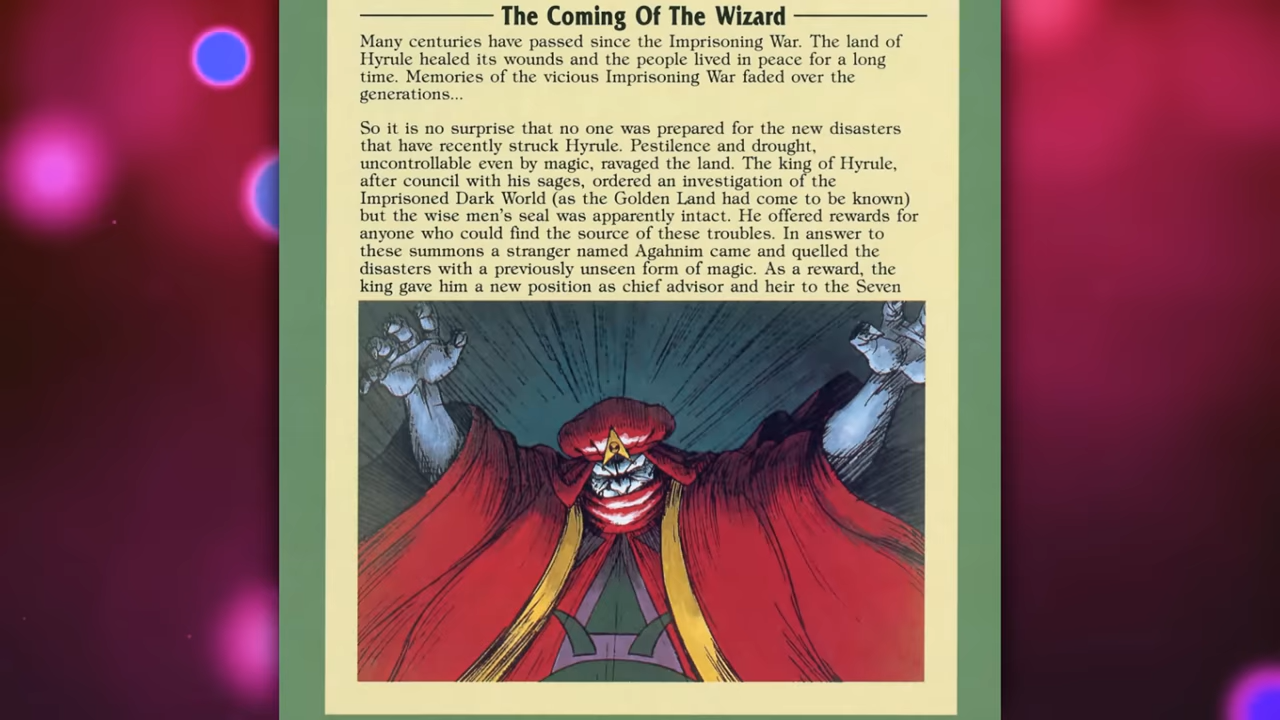 The Coming Of The Wizard
Many centuries have passed since the Imprisoning War. The land of
Hyrule healed its wounds and the people lived in peace for a long
time. Memories of the vicious Imprisoning War faded over the
generations...
So it is no surprise that no one was prepared for the new disasters
that have recently struck Hyrule. Pestilence and drought,
uncontrollable even by magic, ravaged the land. The king of Hyrule,
after council with his sages, ordered an investigation of the
Imprisoned Dark World (as the Golden Land had come to be known)
but the wise men's seal was apparently intact. He offered rewards for
anyone who could find the source of these troubles. In answer to
these summons a stranger named Agahnim came and quelled the
disasters with a previously unseen form of magic. As a reward, the
king gave him a new position as chief advisor and heir to the Seven